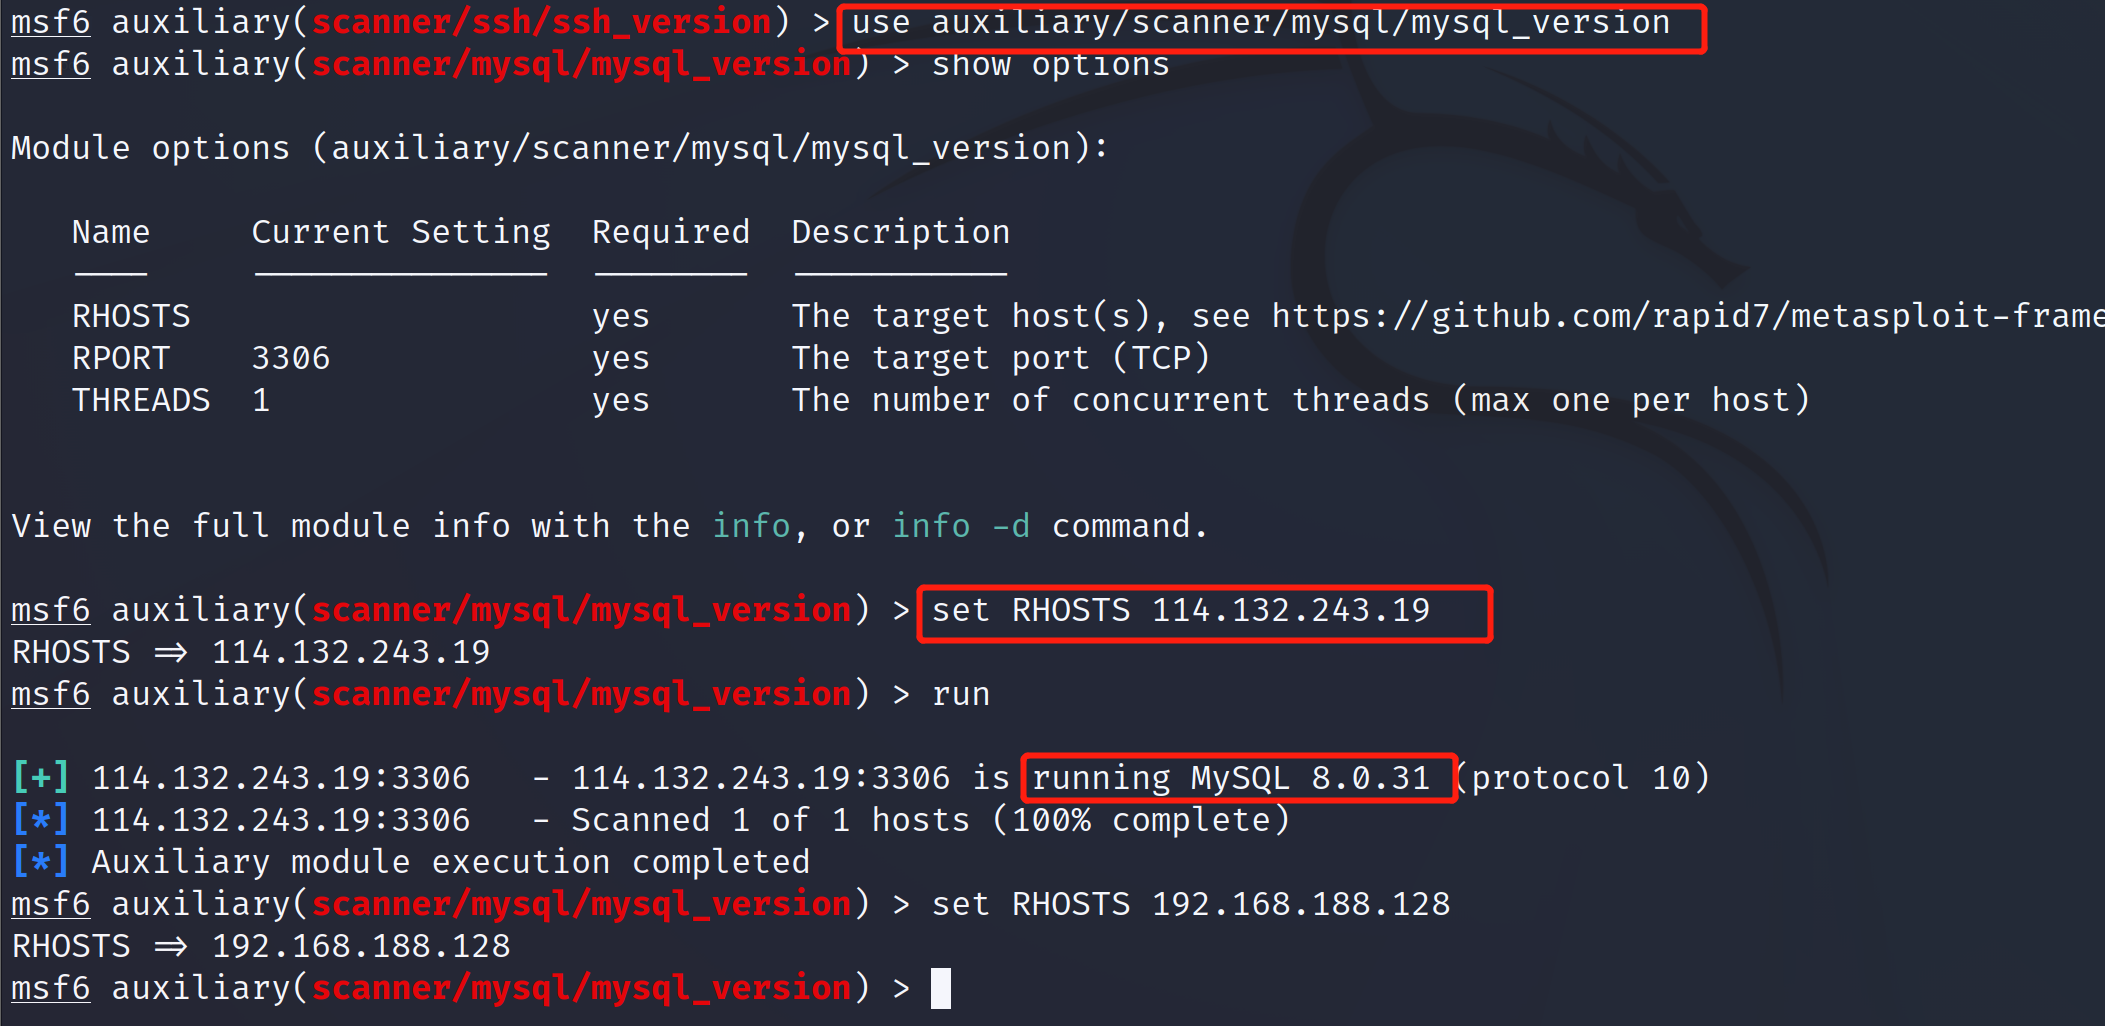 msf6 auxiliary(scanner/ssh/ssh_version) > use auxiliary/scanner/mysql/mysql_version
msf6 auxiliary(scanner/mysql/mysql_version) > show options
Module options (auxiliary/scanner/mysql/mysql_version):
Name Current Setting Required Description
---- --------------- -------- -----------
RHOSTS yes The target host(s), see https://github.com/rapid7/metasploit-frame
RPORT 3306 yes The target port (TCP)
THREADS 1 yes The number of concurrent threads (max one per host)
View the full module info with the info, or info -d command.
msf6 auxiliary(scanner/mysql/mysql_version) > set RHOSTS 114.132.243.19
RHOSTS => 114.132.243.19
msf6 auxiliary(scanner/mysql/mysql_version) > run
[+] 114.132.243.19:3306 - 114.132.243.19:3306 is running MySQL 8.0.31 (protocol 10)
[*] 114.132.243.19:3306 - Scanned 1 of 1 hosts (100% complete)
[*] Auxiliary module execution completed
msf6 auxiliary(scanner/mysql/mysql_version) > set RHOSTS 192.168.188.128
RHOSTS => 192.168.188.128
msf6 auxiliary(scanner/mysql/mysql_version) >